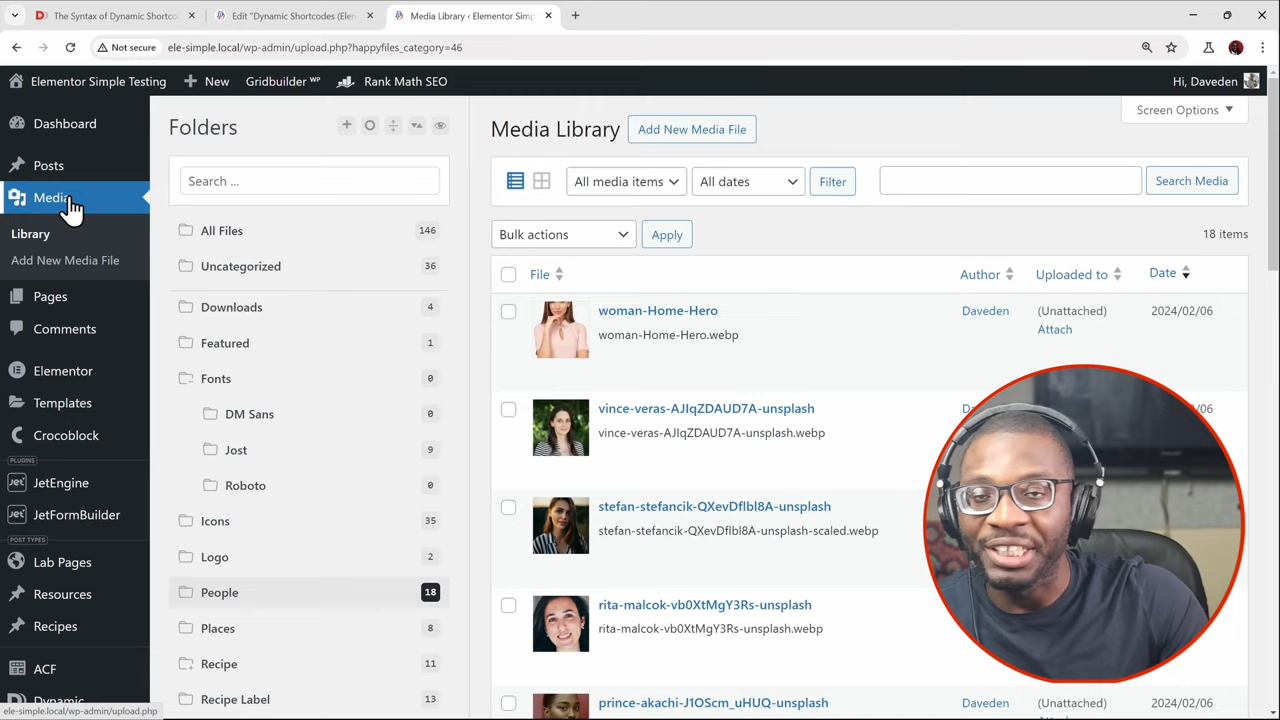 The Syntax of Dynamic Shortco
Edit "Dynamic Shortcodes (Elen
Media Library ‹ Elementor Simp
Not secure
ele-simple.local/wp-admin/upload.php?happyfiles_category=46
Elementor Simple Testing
New
Gridbuilder WP
Rank Math SEO
Hi, Daveden
Dashboard
Posts
Media
Library
Add New Media File
Pages
Comments
Elementor
Templates
Crocoblock
PLUGINS
Jet JetEngine
Jet JetFormBuilder
POST TYPES
Lab Pages
Resources
Recipes
ACF
Dynamic
ele-simple.local/wp-admin/upload.php
Folders
Search ...
All Files 146
Uncategorized 36
Downloads 4
Featured 1
Fonts 0
DM Sans 0
Jost 9
Roboto 0
Icons 35
Logo 2
People 18
Places 8
Recipe 11
Recipe Label 13
Screen Options
Media Library
Add New Media File
All media items
All dates
Filter
Search Media
Bulk actions
Apply
18 items
File
Author
Uploaded to
Date
woman-Home-Hero
woman-Home-Hero.webp
Daveden
(Unattached)
Attach
2024/02/06
vince-veras-AJIqZDAUD7A-unsplash
vince-veras-AJIqZDAUD7A-unsplash.webp
stefan-stefancik-QXevDflbl8A-unsplash
stefan-stefancik-QXevDflbl8A-unsplash-scaled.webp
rita-malcok-vb0XtMgY3Rs-unsplash
rita-malcok-vb0XtMgY3Rs-unsplash.webp
prince-akachi-J1OScm_uHUQ-unsplash
Daveden
(Unattached)
2024/02/06